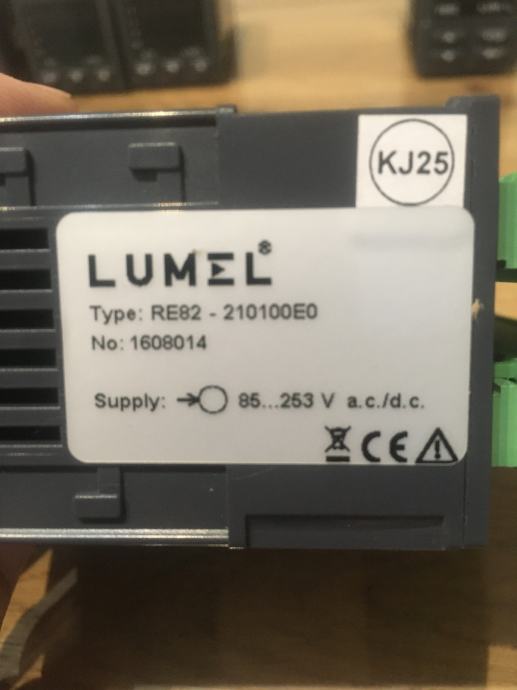 KJ25
LUMEL®
Type: RE82 - 210100E0
No: 1608014
Supply: 85...253 V a.c./d.c.
CE